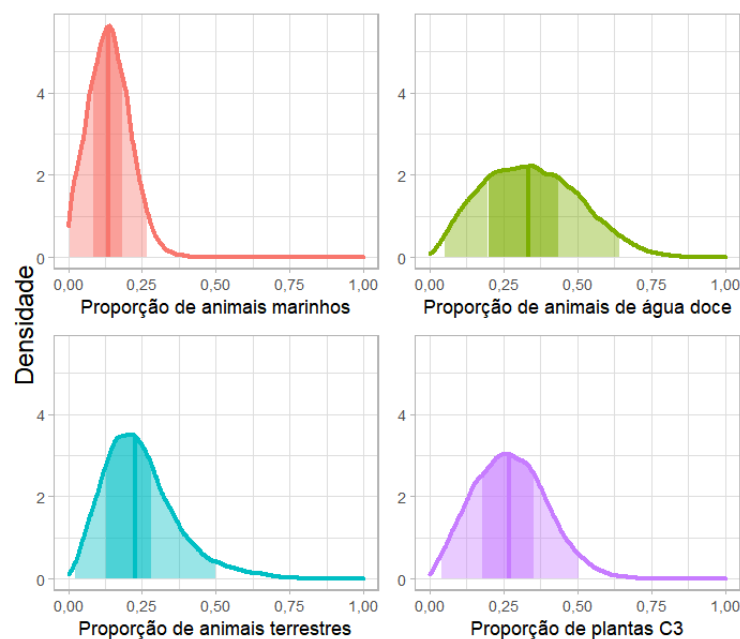 Densidade
4
2
0
0,00 0,25 0,50 0,75 1,00
Proporção de animais marinhos
4
2
0
0,00 0,25 0,50 0,75 1,00
Proporção de animais de água doce
4
2
0
0,00 0,25 0,50 0,75 1,00
Proporção de animais terrestres
4
2
0
0,00 0,25 0,50 0,75 1,00
Proporção de plantas C3